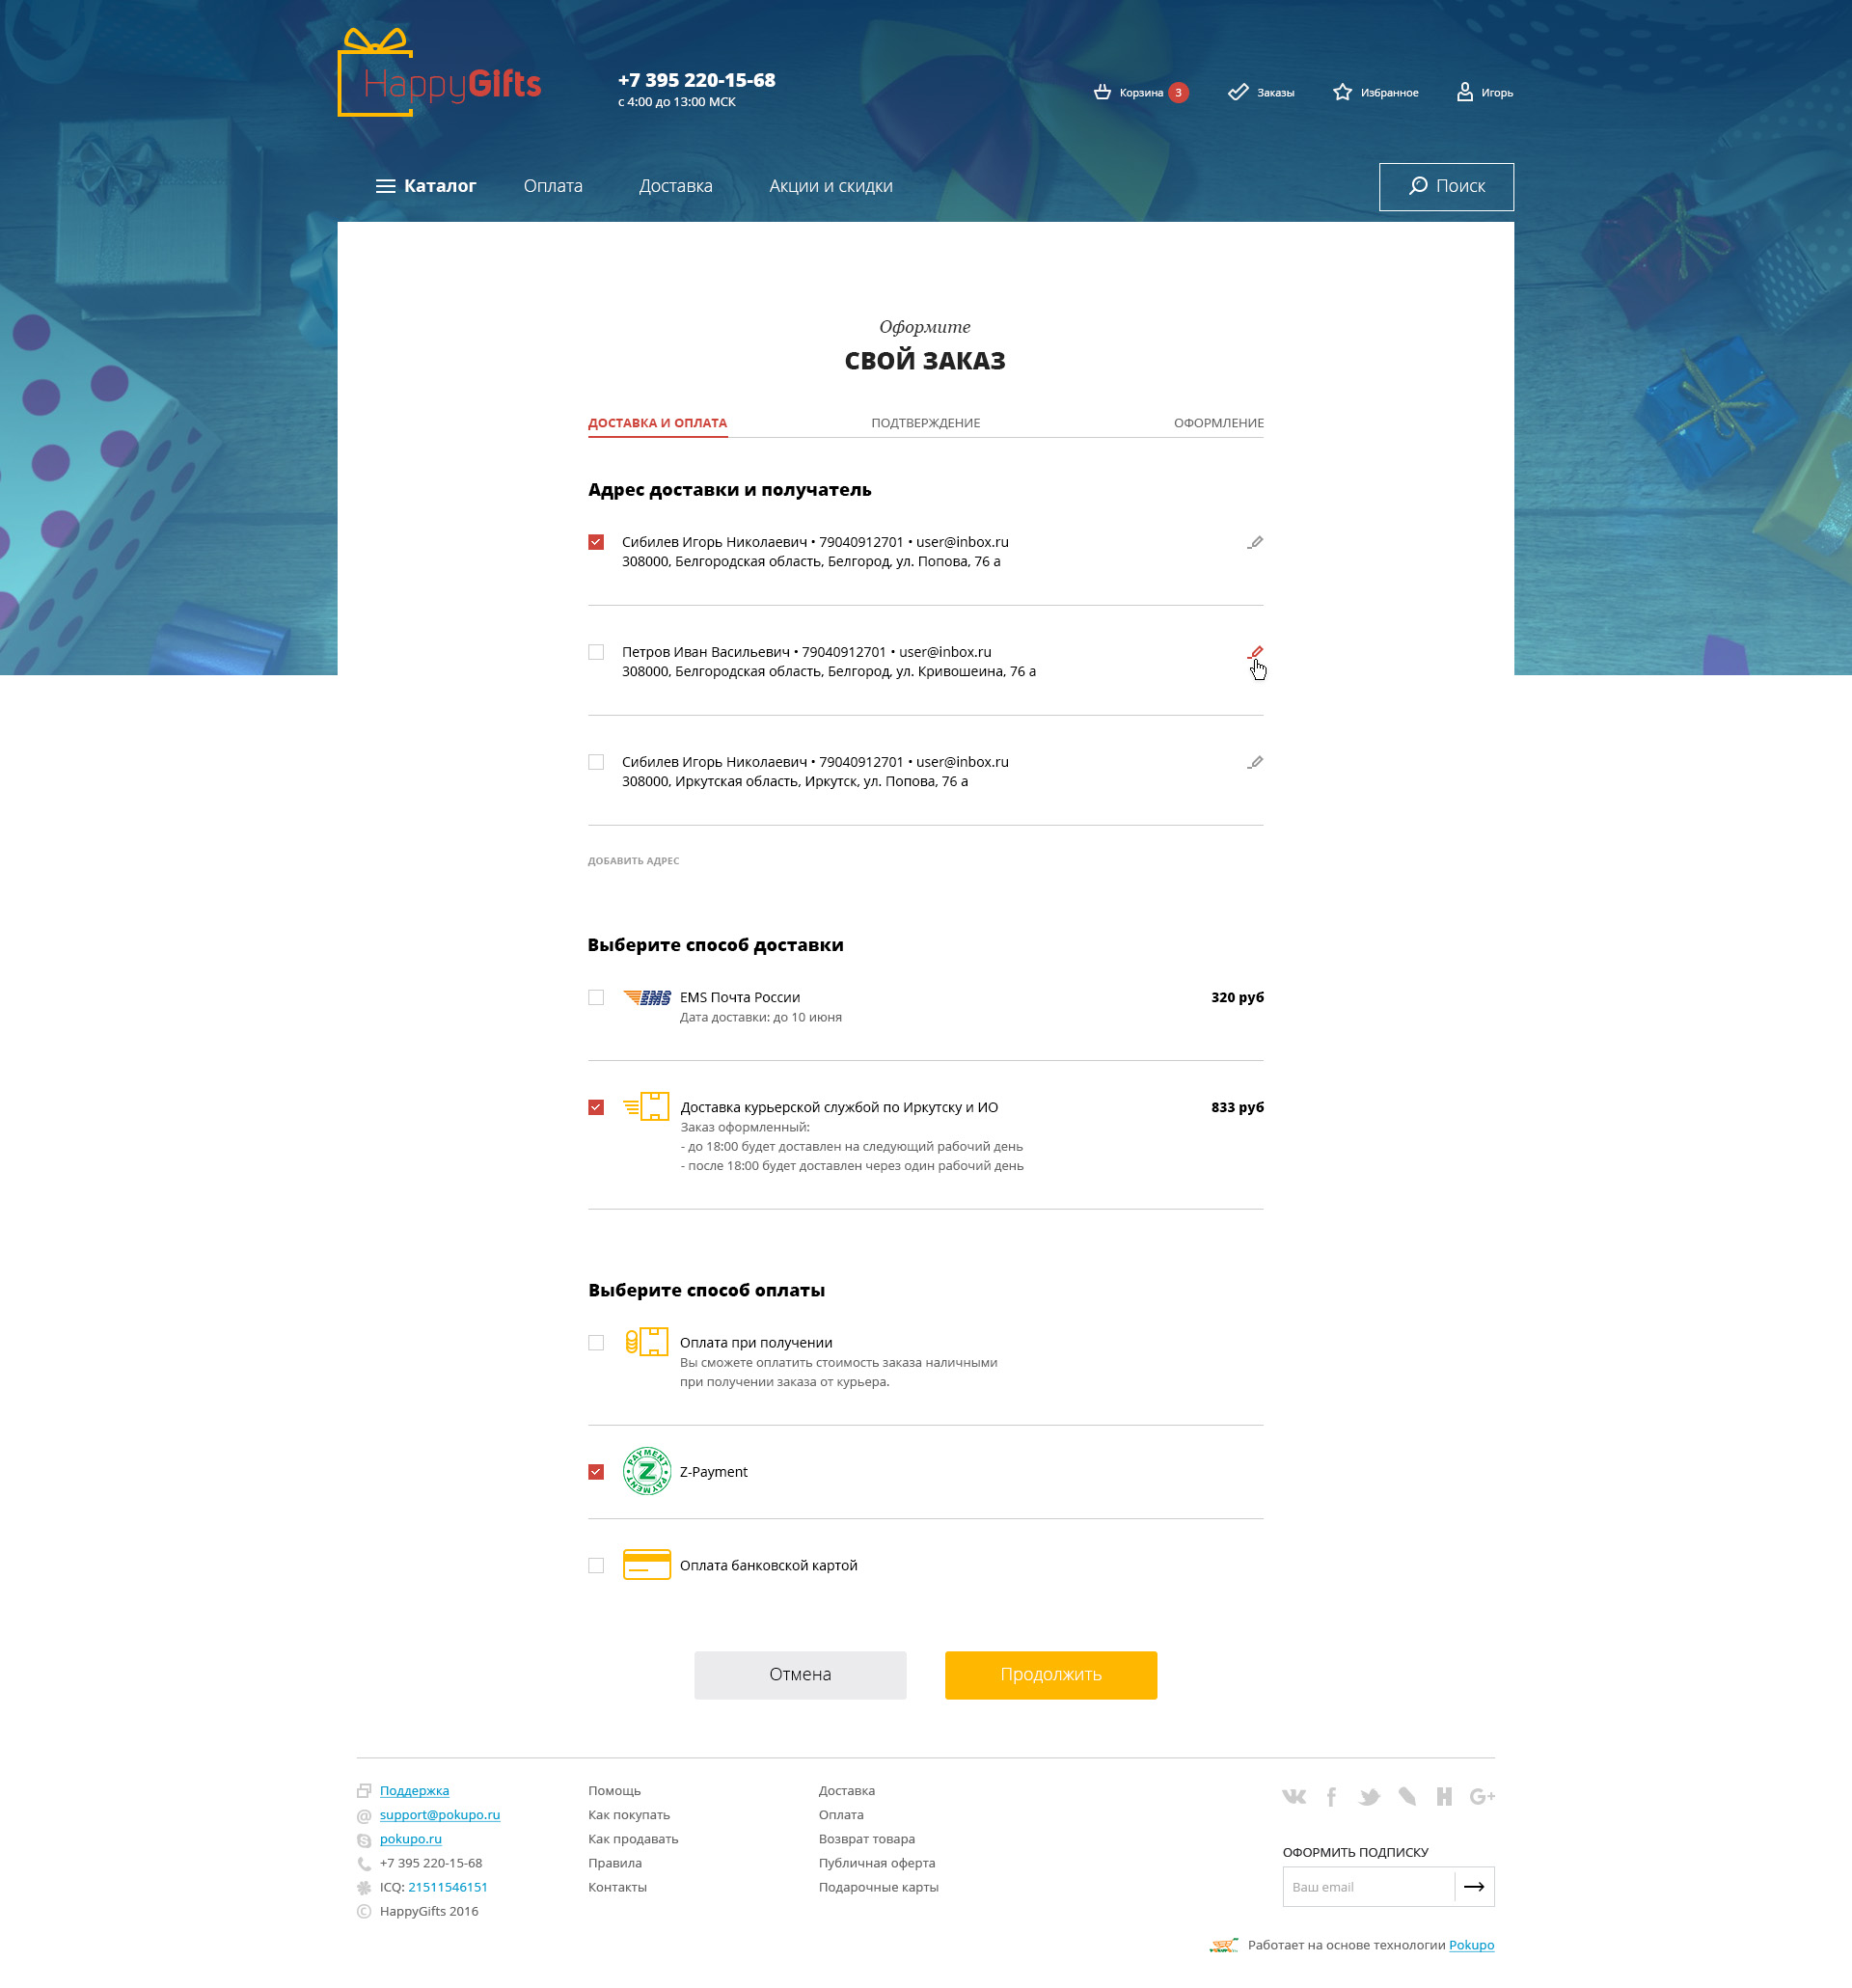 HappyGifts
+7 395 220-15-68
с 4:00 до 13:00 МСК
Корзина 3
Заказы
Избранное
Игорь
Каталог
Оплата
Доставка
Акции и скидки
Поиск
Оформите
СВОЙ ЗАКАЗ
ДОСТАВКА И ОПЛАТА
ПОДТВЕРЖДЕНИЕ
ОФОРМЛЕНИЕ
Адрес доставки и получатель
Сибилев Игорь Николаевич • 79040912701 • user@inbox.ru
308000, Белгородская область, Белгород, ул. Попова, 76 а
Петров Иван Васильевич • 79040912701 • user@inbox.ru
308000, Белгородская область, Белгород, ул. Кривошеина, 76 а
Сибилев Игорь Николаевич • 79040912701 • user@inbox.ru
308000, Иркутская область, Иркутск, ул. Попова, 76 а
ДОБАВИТЬ АДРЕС
Выберите способ доставки
EMS
EMS Почта России
320 руб
Дата доставки: до 10 июня
Доставка курьерской службой по Иркутску и ИО
833 руб
Заказ оформленный:
- до 18:00 будет доставлен на следующий рабочий день
- после 18:00 будет доставлен через один рабочий день
Выберите способ оплаты
Оплата при получении
Вы сможете оплатить стоимость заказа наличными
при получении заказа от курьера.
PAYMENT Z PAYMENT
Z-Payment
Оплата банковской картой
Отмена
Продолжить
Поддержка
support@pokupo.ru
pokupo.ru
+7 395 220-15-68
ICQ: 21511546151
HappyGifts 2016
Помощь
Как покупать
Как продавать
Правила
Контакты
Доставка
Оплата
Возврат товара
Публичная оферта
Подарочные карты
ОФОРМИТЬ ПОДПИСКУ
Ваш email
Работает на основе технологии Pokupo